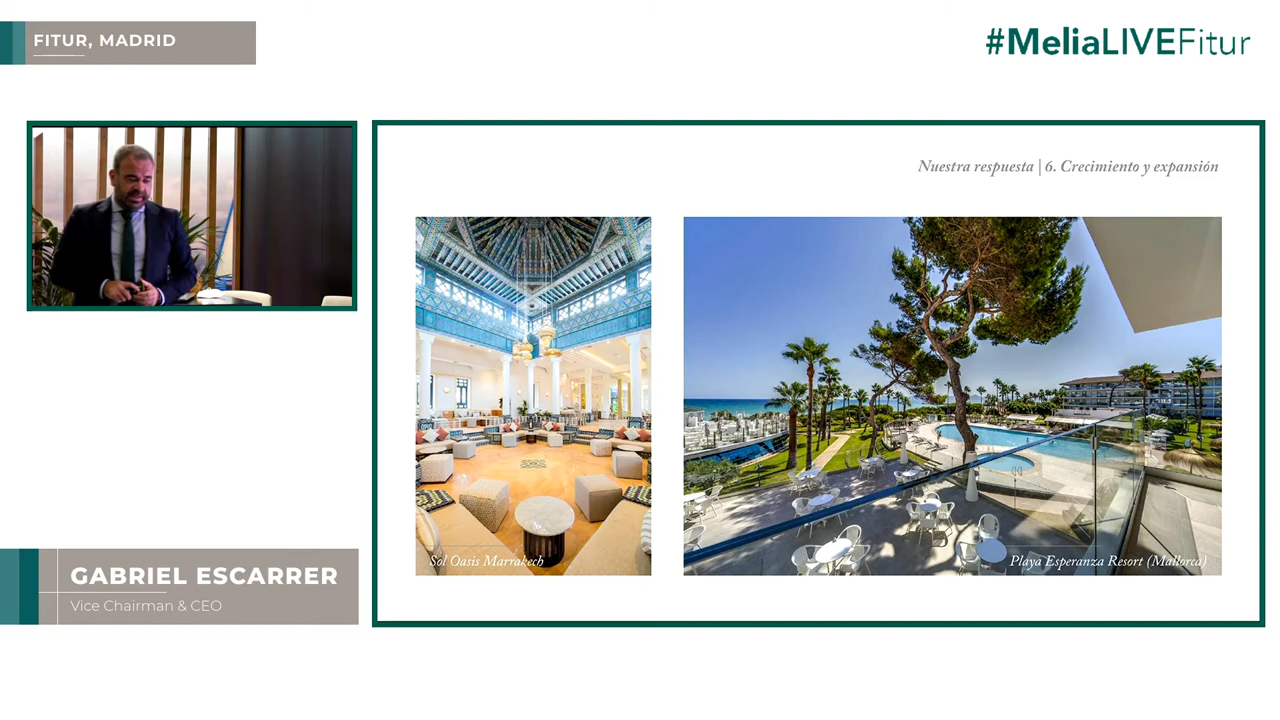 FITUR, MADRID
#MeliaLIVEFitur
Nuestra respuesta | 6. Crecimiento y expansión
Sol Oasis Marrakech
Playa Esperanza Resort (Mallorca)
GABRIEL ESCARRER
Vice Chairman & CEO